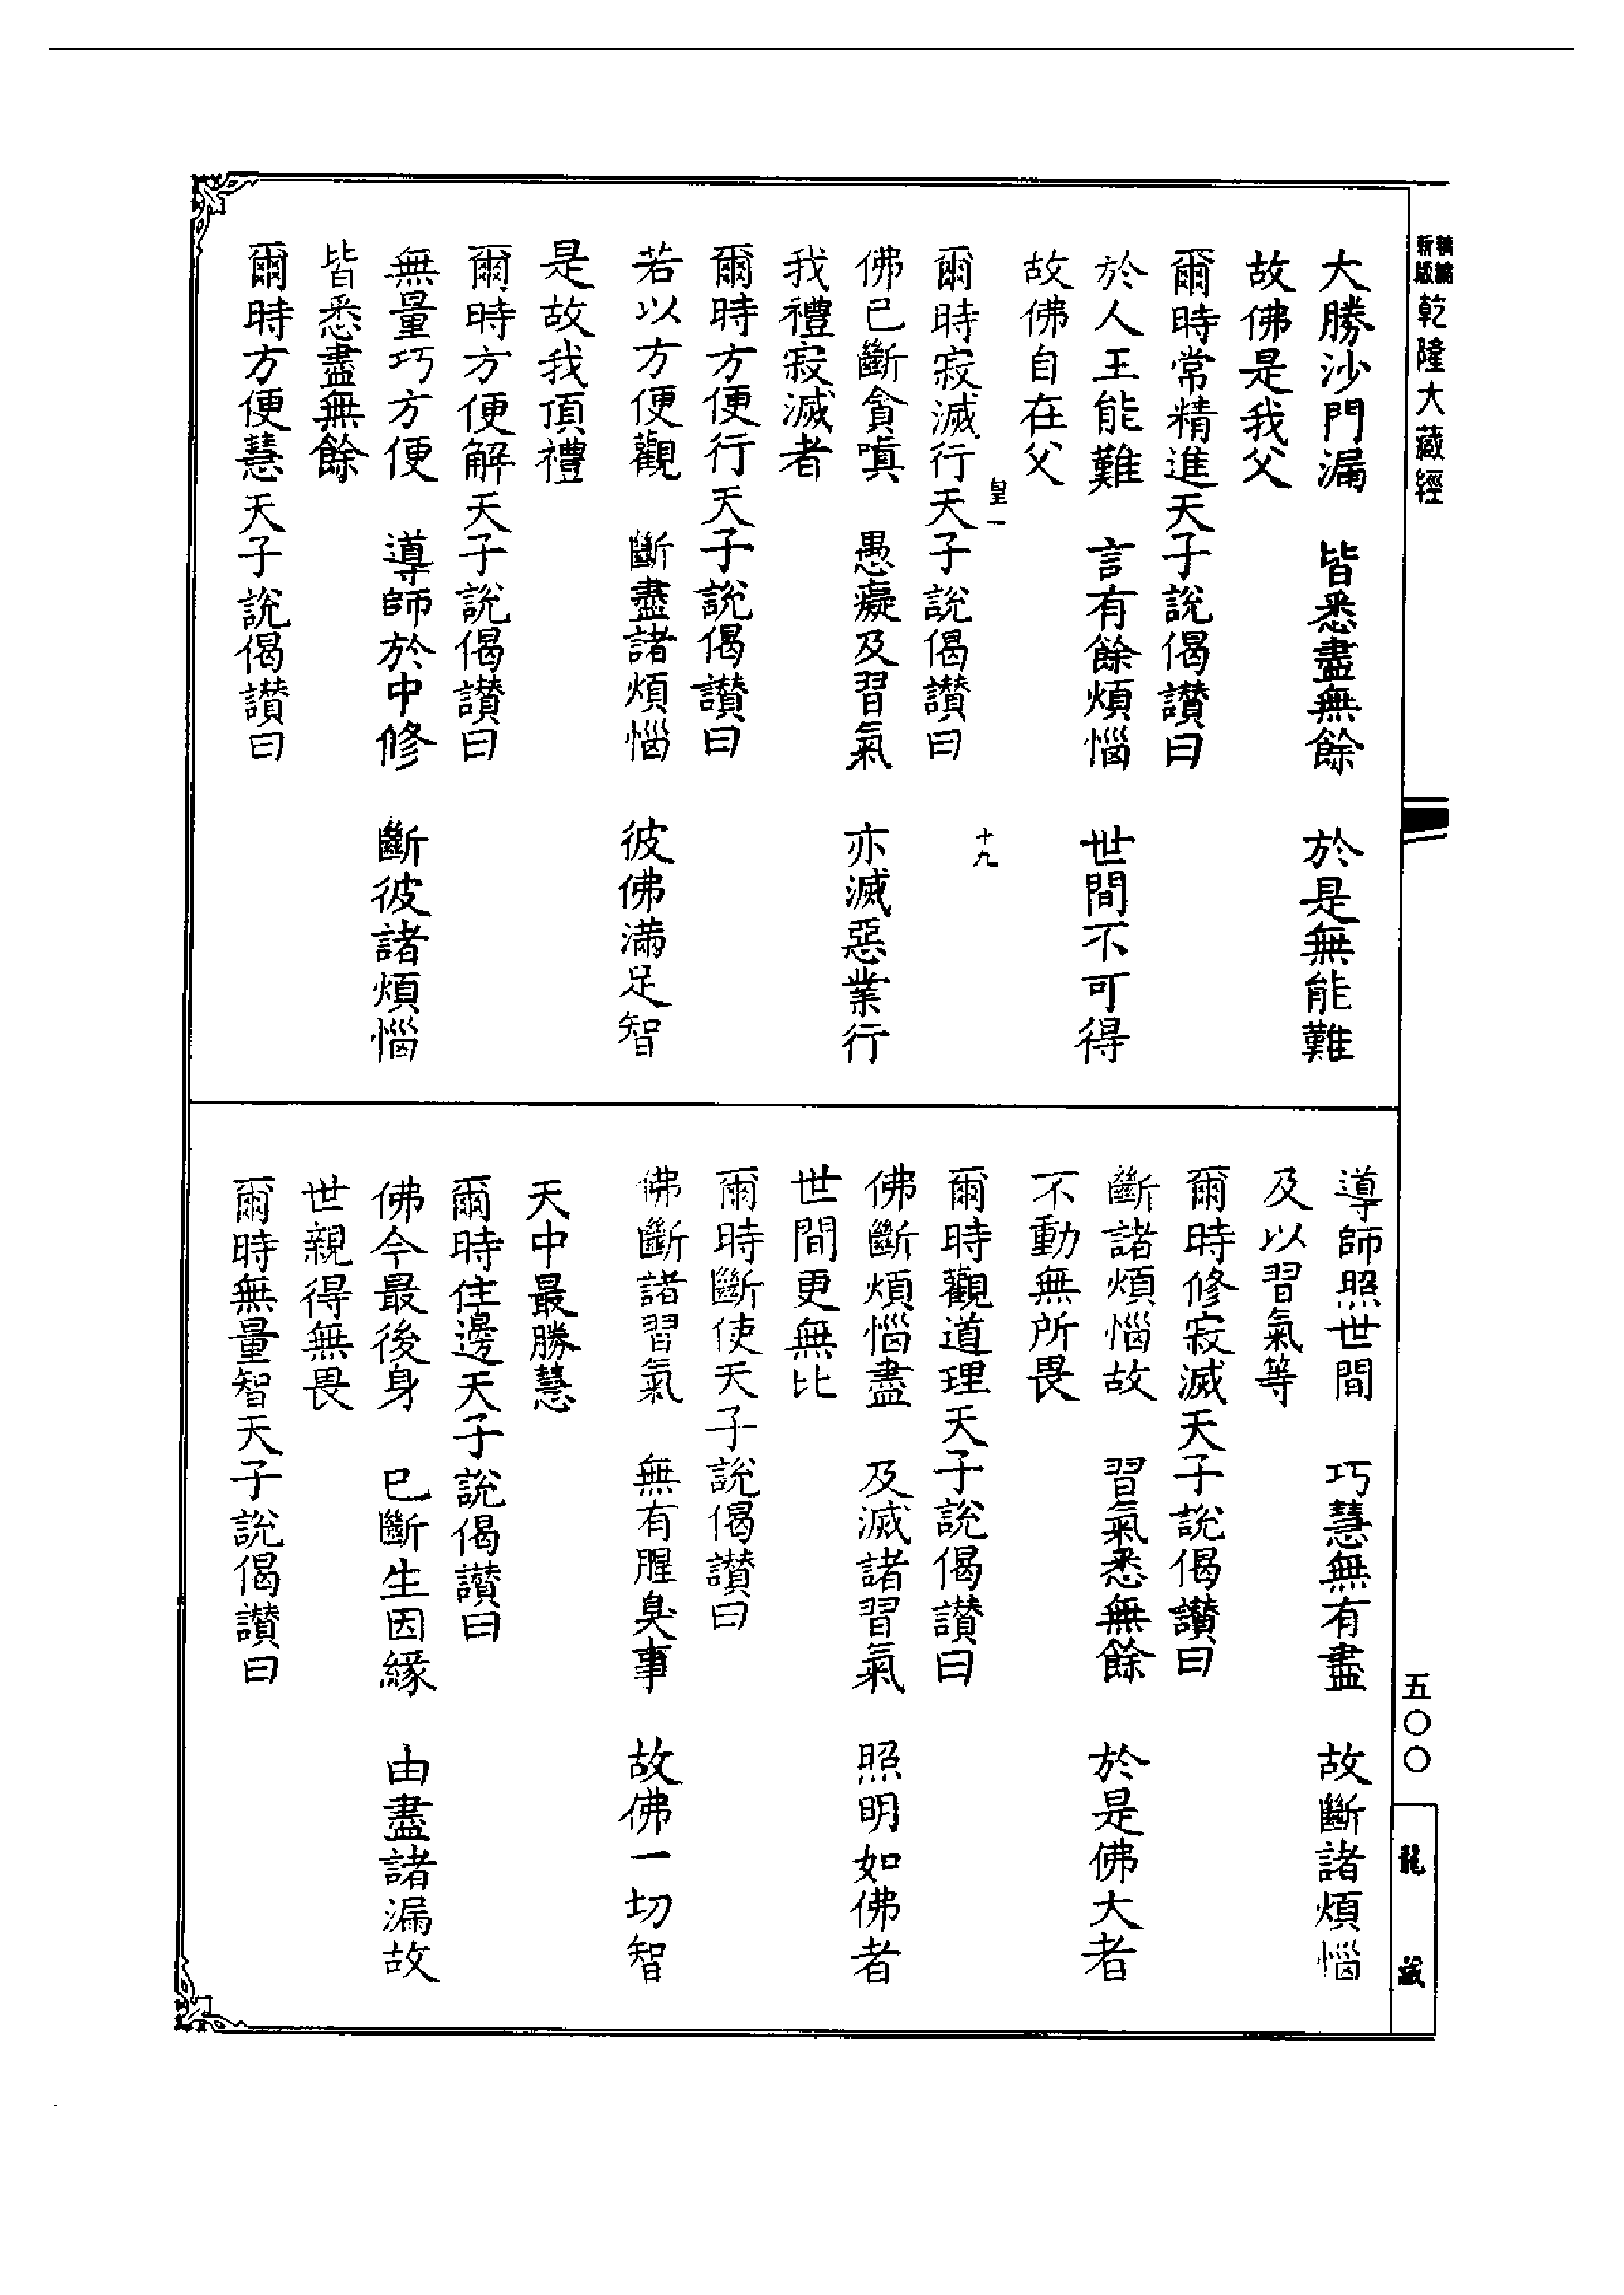 新編縮版 乾隆大藏經
大勝沙門漏 皆悉盡無餘 於是無能難
故佛是我父
爾時常精進天子說偈讚曰
於人王能難 言有餘煩惱 世間不可得
故佛自在父
皇一 十九
爾時寂滅行天子說偈讚曰
佛已斷貪嗔 愚癡及習氣 亦滅惡業行
我禮寂滅者
爾時方便行天子說偈讚曰
若以方便觀 斷盡諸煩惱 彼佛滿足智
是故我頂禮
爾時方便解天子說偈讚曰
無量巧方便 導師於中修 斷彼諸煩惱
皆悉盡無餘
爾時方便慧天子說偈讚曰
導師照世間 巧慧無有盡 故斷諸煩惱
及以習氣等
爾時修寂滅天子說偈讚曰
斷諸煩惱故 習氣悉無餘 於是佛大者
不動無所畏
爾時觀道理天子說偈讚曰
佛斷煩惱盡 及滅諸習氣 照明如佛者
世間更無比
爾時斷使天子說偈讚曰
佛斷諸習氣 無有腥臭事 故佛一切智
天中最勝慧
爾時住邊天子說偈讚曰
佛今最後身 已斷生因緣 由盡諸漏故
世親得無畏
爾時無量智天子說偈讚曰
五〇〇
龍藏